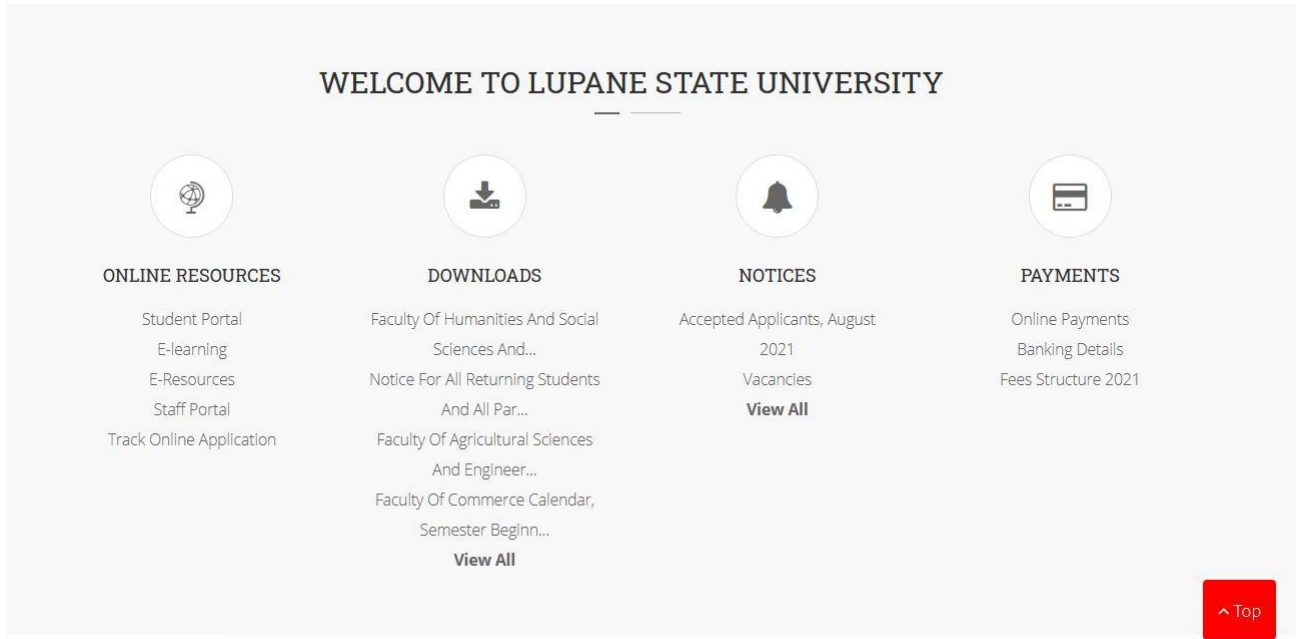 WELCOME TO LUPANE STATE UNIVERSITY
ONLINE RESOURCES
Student Portal
E-learning
E-Resources
Staff Portal
Track Online Application
DOWNLOADS
Faculty Of Humanities And Social
Sciences And...
Notice For All Returning Students
And All Par...
Faculty Of Agricultural Sciences
And Engineer...
Faculty Of Commerce Calendar,
Semester Beginn...
View All
NOTICES
Accepted Applicants, August
2021
Vacancies
View All
PAYMENTS
Online Payments
Banking Details
Fees Structure 2021
Top